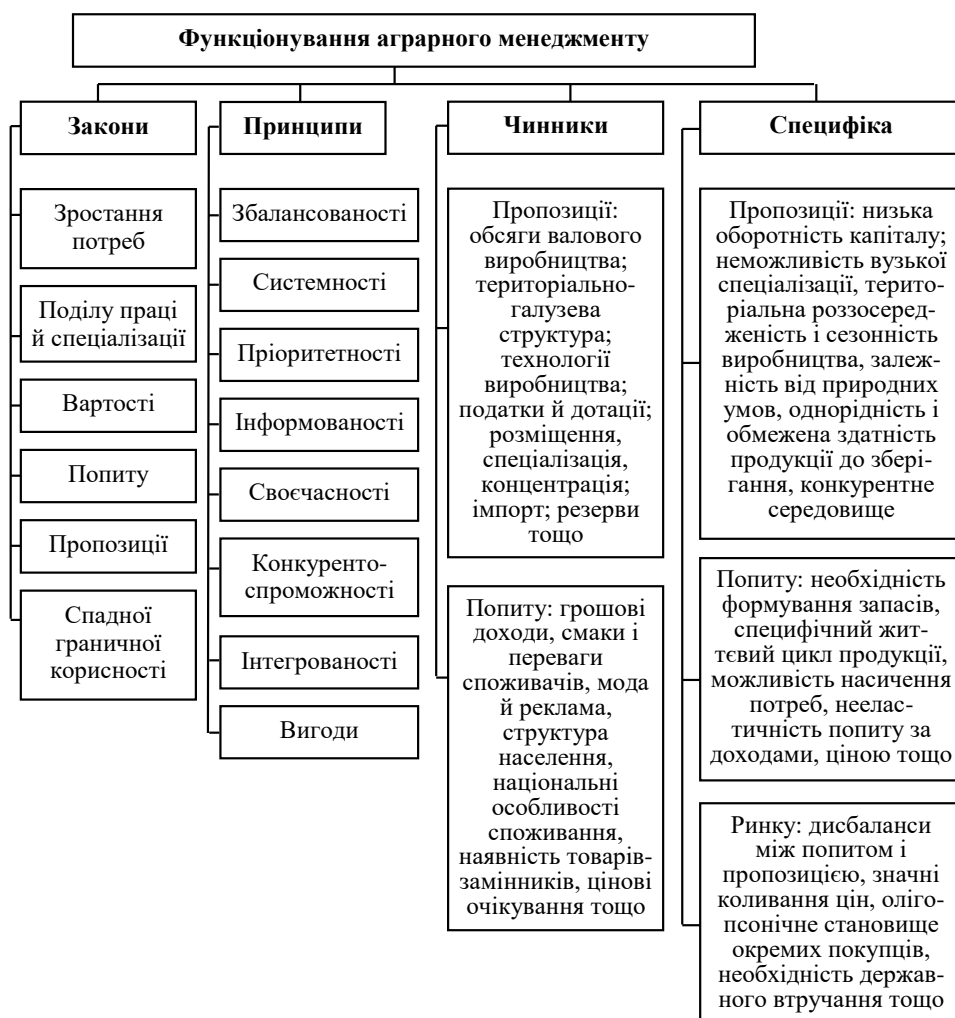 Функціонування аграрного менеджменту
Закони
Зростання
потреб
Поділу праці
й спеціалізації
Вартості
Попиту
Пропозиції
Спадної
граничної
корисності
Принципи
Збалансованості
Системності
Пріоритетності
Інформованості
Своєчасності
Конкуренто-
спроможності
Інтегрованості
Вигоди
Чинники
Пропозиції:
обсяги валового
виробництва;
територіально-
галузева
структура;
технології
виробництва;
податки й дотації;
розміщення,
спеціалізація,
концентрація;
імпорт; резерви
тощо
Попиту: грошові
доходи, смаки і
переваги
споживачів, мода
й реклама,
структура
населення,
національні
особливості
споживання,
наявність товарів-
замінників, цінові
очікування тощо
Специфіка
Пропозиції: низька
оборотність капіталу;
неможливість вузької
спеціалізації, терито-
ріальна роззосеред-
женість і сезонність
виробництва, залеж-
ність від природних
умов, однорідність і
обмежена здатність
продукції до збері-
гання, конкурентне
середовище
Попиту: необхідність
формування запасів,
специфічний жит-
тєвий цикл продукції,
можливість насичення
потреб, нееелас-
тичність попиту за
доходами, ціною тощо
Ринку: дисбаланси
між попитом і
пропозицією, значні
коливання цін, оліго-
псонічне становище
окремих покупців,
необхідність держав-
ного втручання тощо